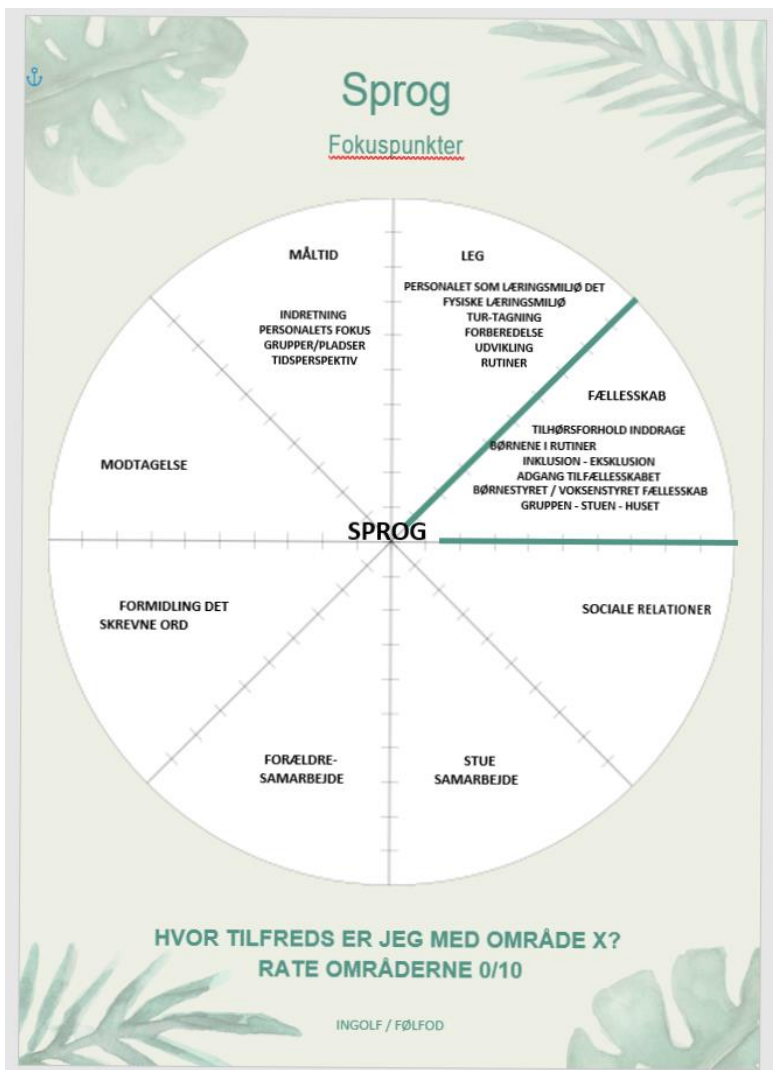 Sprog
Fokuspunkter
MÅLTID
INDRETNING
PERSONALETS FOKUS
GRUPPER/PLADSER
TIDSPERSPEKTIV
LEG
PERSONALET SOM LÆRINGSMILJØ DET
FYSISKE LÆRINGSMILJØ
TUR-TAGNING
FORBEREDELSE
UDVIKLING
RUTINER
FÆLLESSKAB
TILHØRSFORHOLD INDDRAGE
BØRNENE I RUTINER
INKLUSION - EKSKLUSION
ADGANG TILFÆLLESKABET
BØRNESTYRET / VOKSENSTYRET FÆLLESKAB
GRUPPEN - STUEN - HUSET
MODTAGELSE
SPROG
FORMIDLING DET
SKREVNE ORD
SOCIALE RELATIONER
FORÆLDRE-
SAMARBEJDE
STUE
SAMARBEJDE
HVOR TILFREDS ER JEG MED OMRÅDE X?
RATE OMRÅDERNE 0/10
INGOLF / FØLFOD